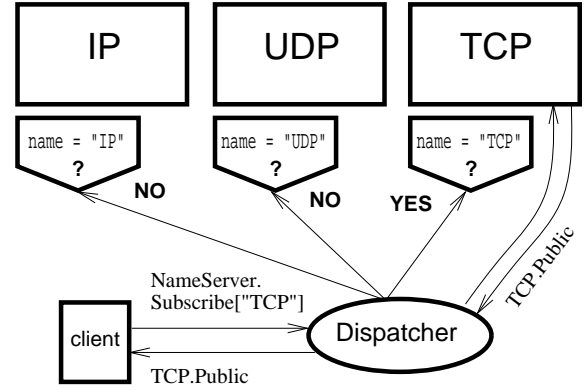 IP
UDP
TCP
name = "IP"
?
name = "UDP"
?
name = "TCP"
?
NO
NO
YES
TCP.Public
NameServer.
Subscribe["TCP"]
client
Dispatcher
TCP.Public